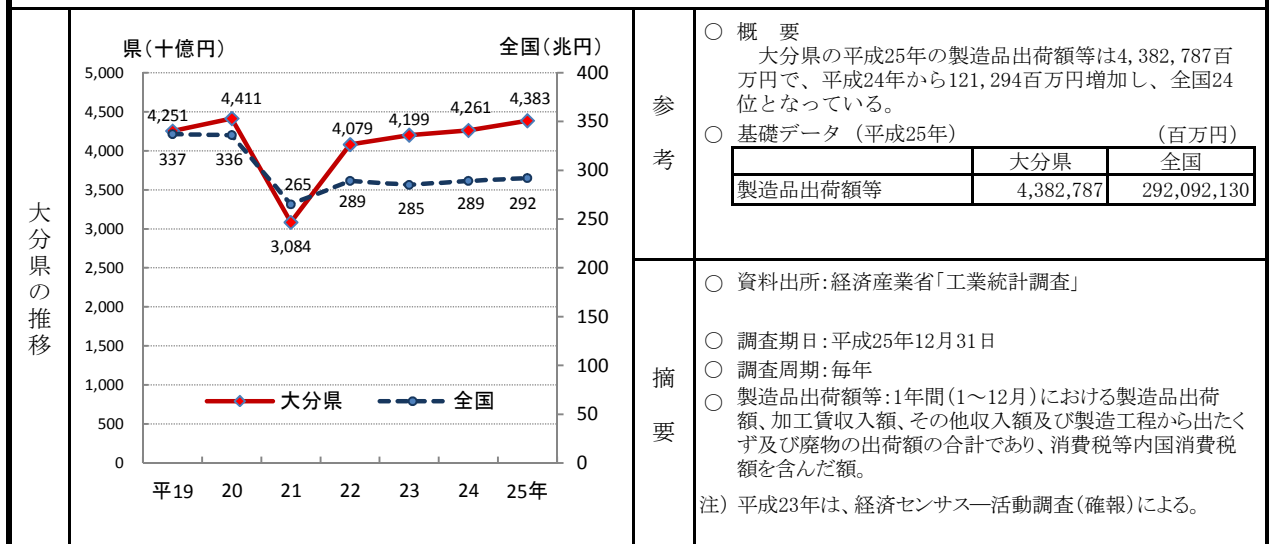 大分県の推移
県（十億円）
全国（兆円）
5,000
4,500
4,000
3,500
3,000
2,500
2,000
1,500
1,000
500
0
400
350
300
250
200
150
100
50
0
4,251
4,411
3,084
4,079
4,199
4,261
4,383
337
336
265
289
285
289
292
大分県
全国
平19 20 21 22 23 24 25年
参考
○ 概　要
大分県の平成25年の製造品出荷額等は4,382,787百
万円で、平成24年から121,294百万円増加し、全国24
位となっている。
○ 基礎データ （平成25年） （百万円）
大分県 全国
製造品出荷額等 4,382,787 292,092,130
摘要
○ 資料出所：経済産業省「工業統計調査」
○ 調査期日：平成25年12月31日
○ 調査周期：毎年
○ 製造品出荷額等：1年間（1～12月）における製造品出荷
額、加工賃収入額、その他収入額及び製造工程から出たく
ず及び廃物の出荷額の合計であり、消費税等内国消費税
額を含んだ額。
注） 平成23年は、経済センサス―活動調査（確報）による。